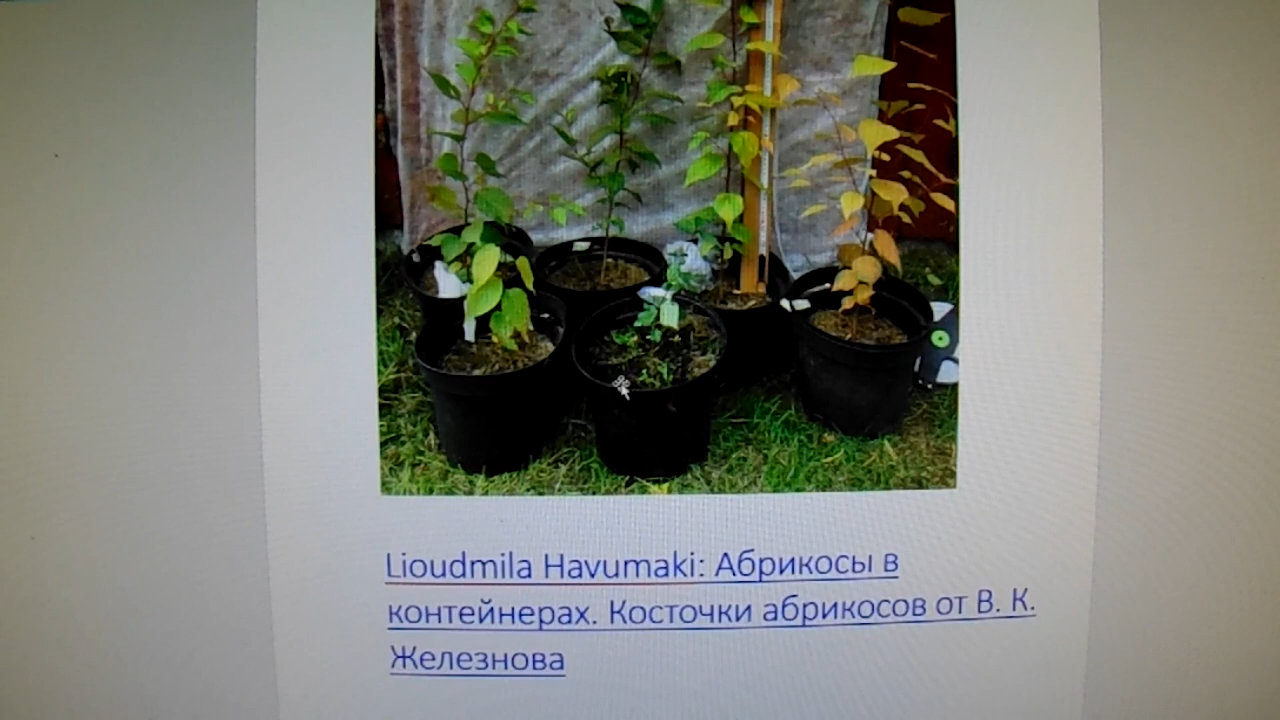 Lioudmila Havumaki: Абрикосы в
контейнерах. Косточки абрикосов от В. К.
Железнова